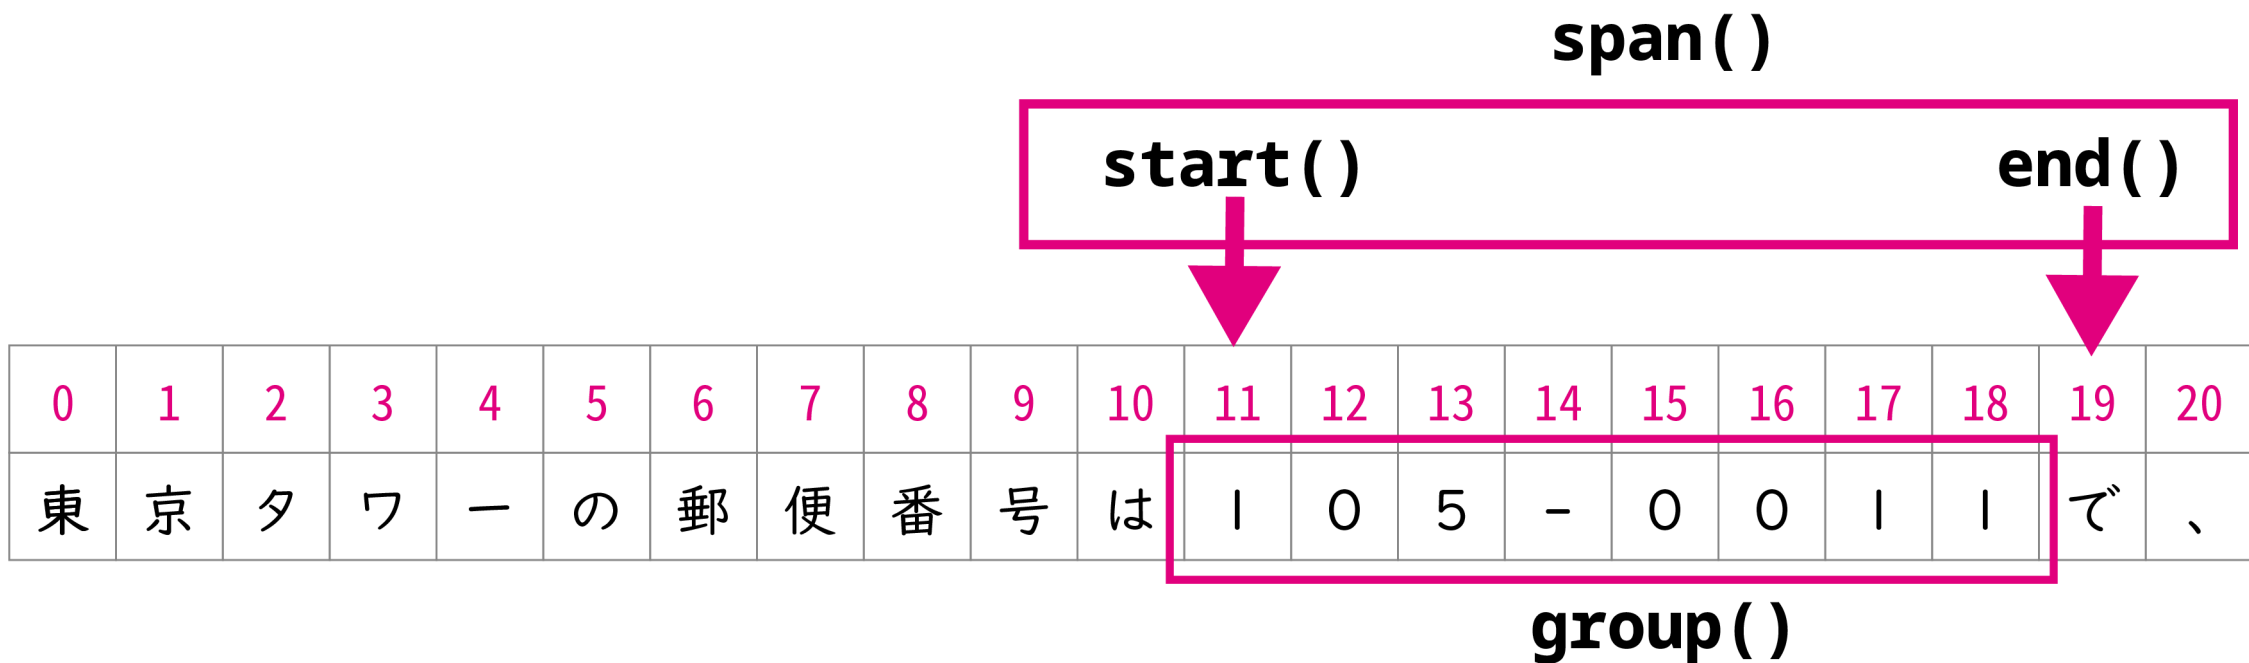 span()
start() end()
0 1 2 3 4 5 6 7 8 9 10 11 12 13 14 15 16 17 18 19 20
東 京 タ ワ ー の 郵 便 番 号 は 1 0 5 - 0 0 1 1 で 、
group()